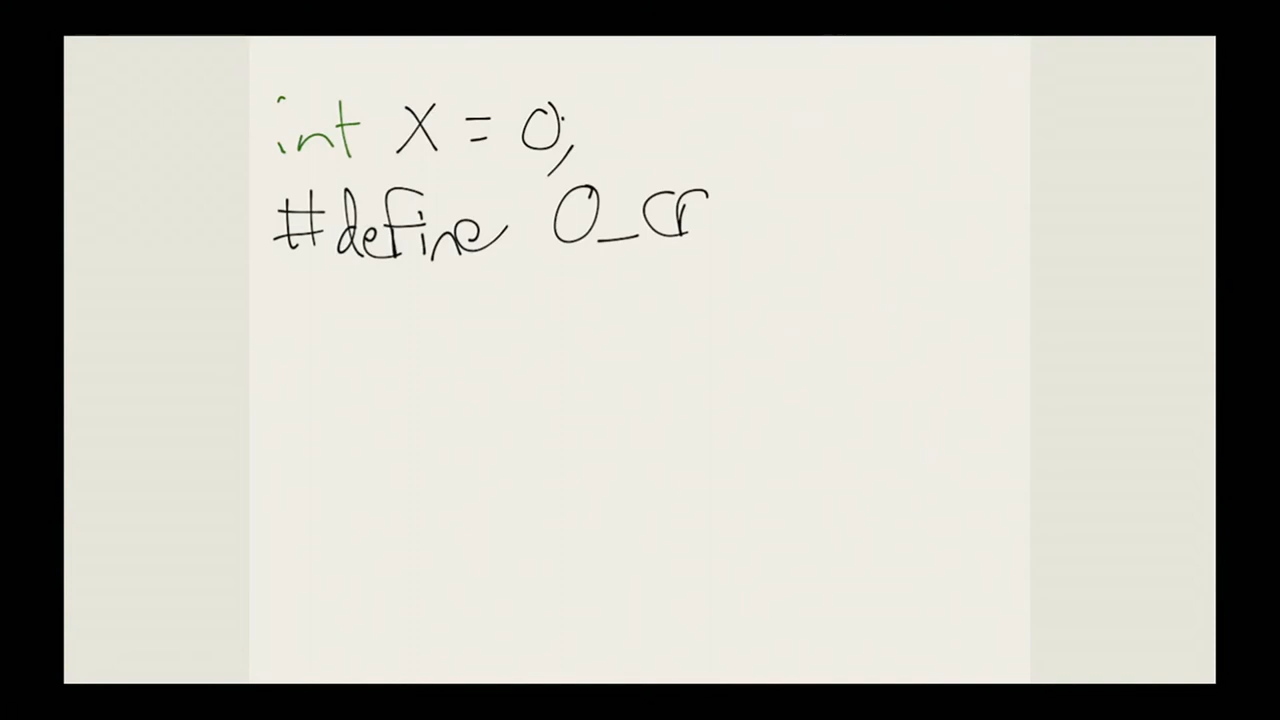 int x = 0;
#define O_Cr